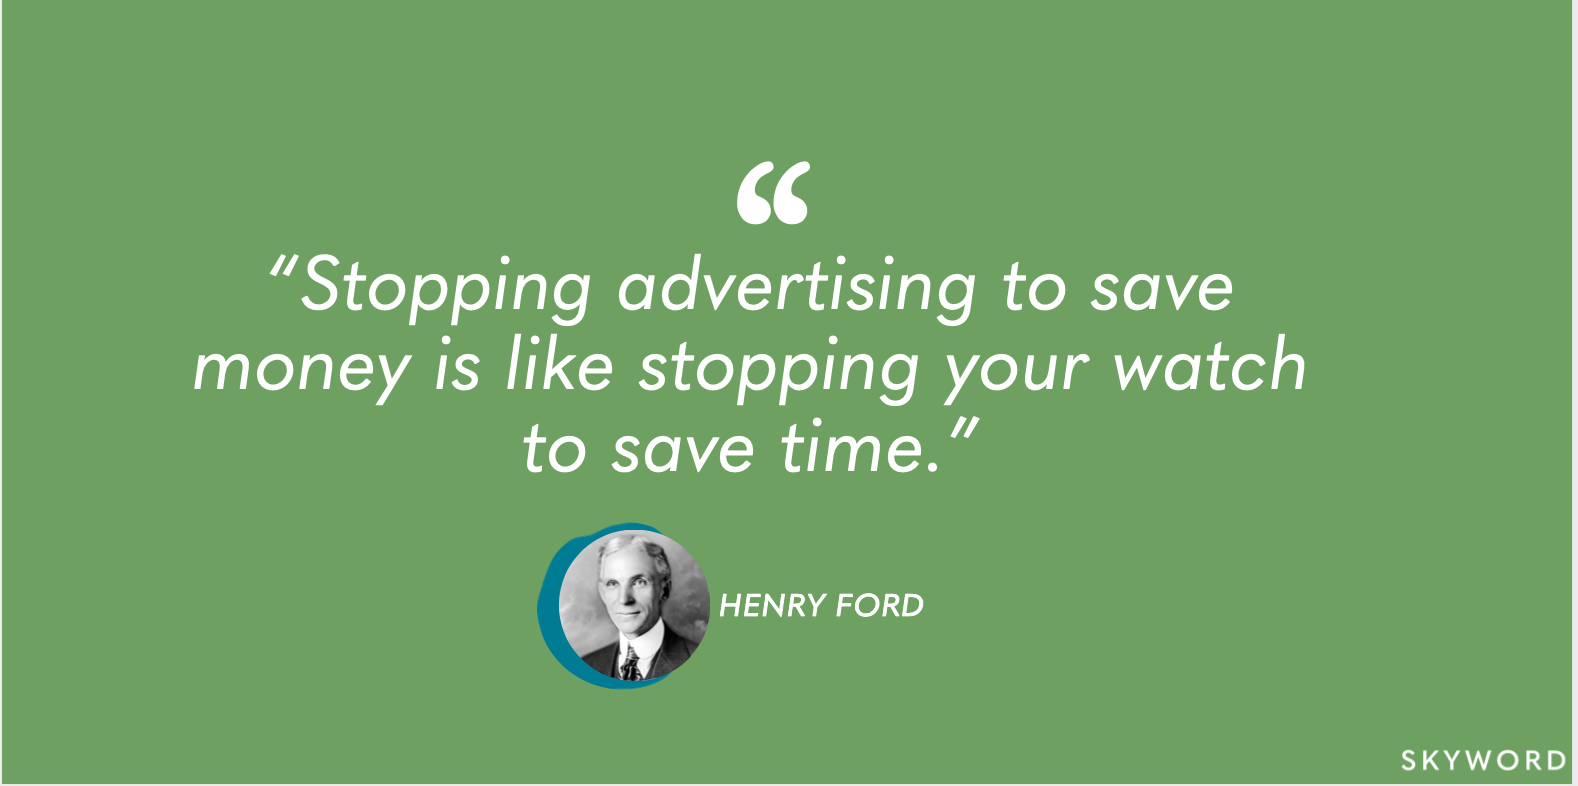 “
“Stopping advertising to save
money is like stopping your watch
to save time.”
HENRY FORD
SKYWORD